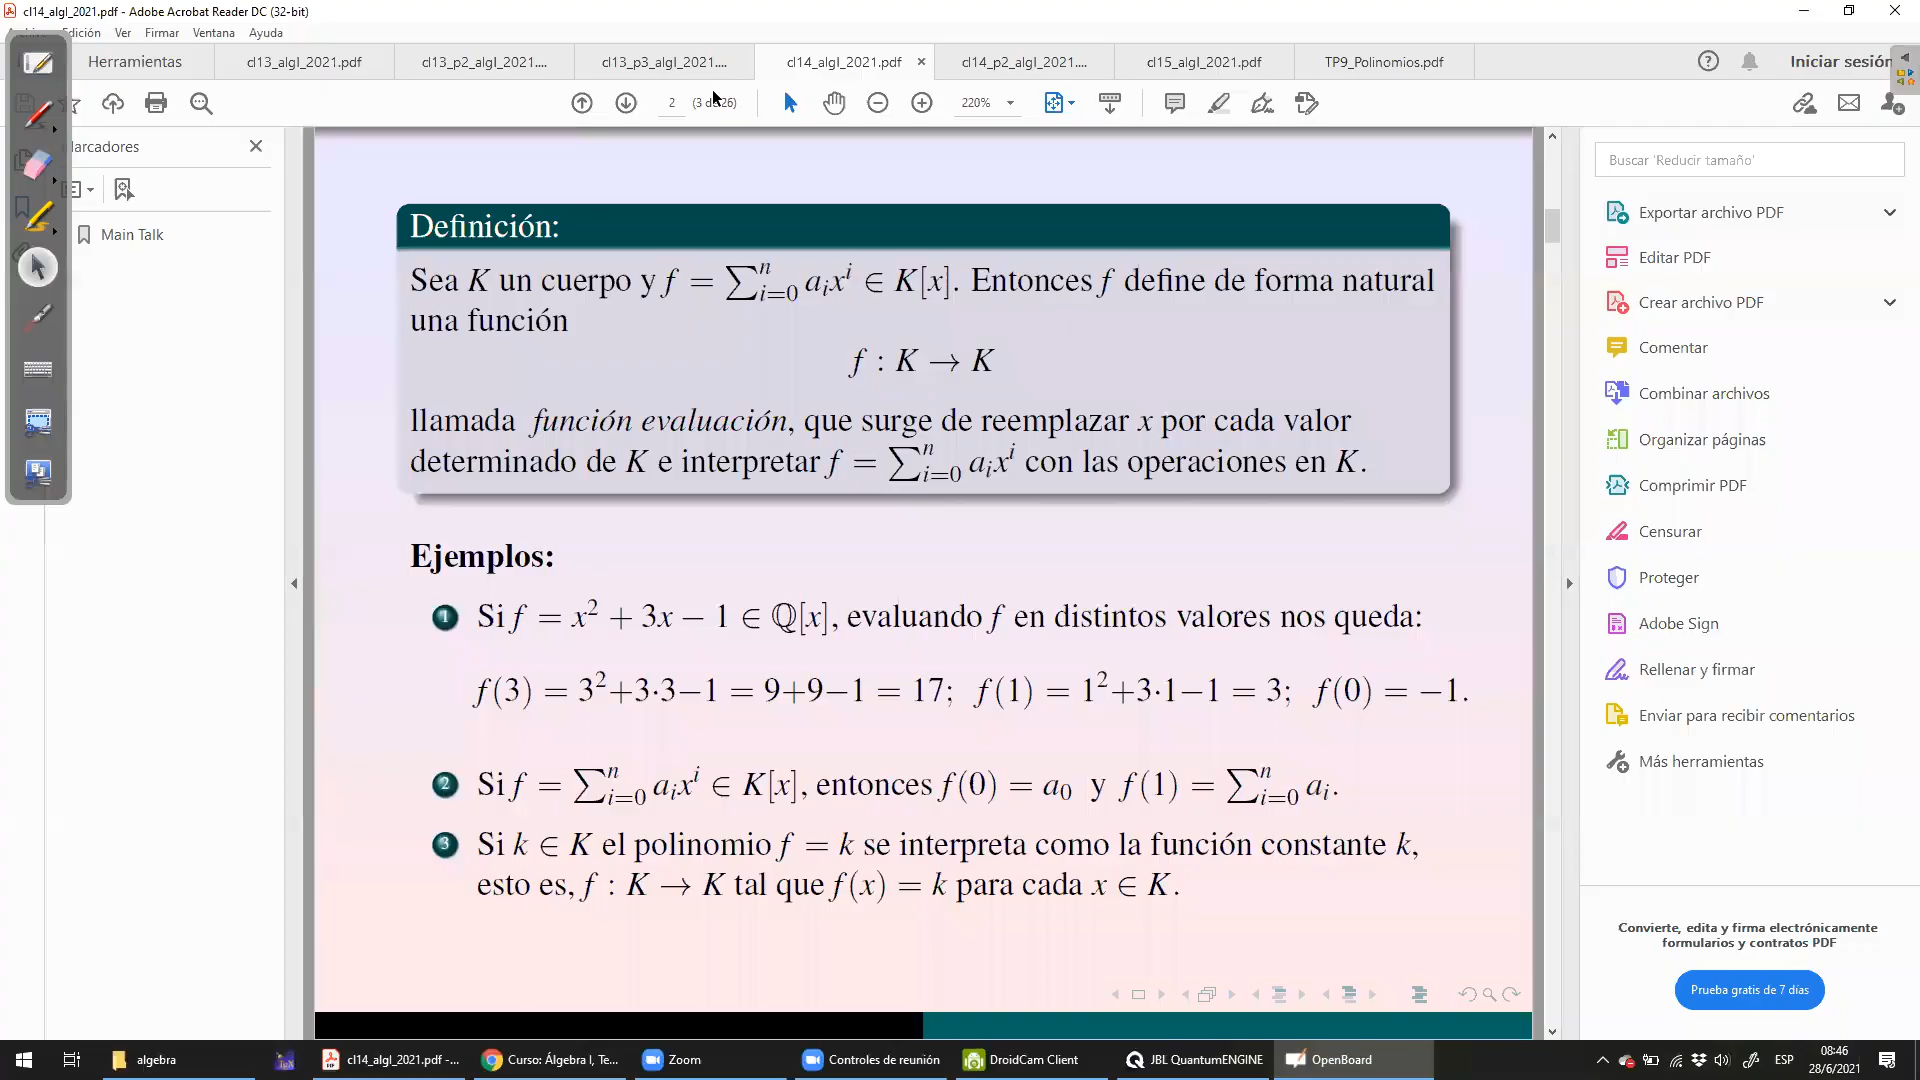 cl14_algI_2021.pdf - Adobe Acrobat Reader DC (32-bit)
Edición Ver Firmar Ventana Ayuda
Herramientas cl13_algI_2021.pdf cl13_p2_algI_2021.... cl13_p3_algI_2021.... cl14_algI_2021.pdf cl14_p2_algI_2021.... cl15_algI_2021.pdf TP9_Polinomios.pdf Iniciar sesión
2 (3 de 26) 220%
Marcadores
Main Talk
Definición:
Sea K un cuerpo y f = ∑ⁿᵢ₌₀ aᵢxⁱ ∈ K[x]. Entonces f define de forma natural
una función
f : K → K
llamada función evaluación, que surge de reemplazar x por cada valor
determinado de K e interpretar f = ∑ⁿᵢ₌₀ aᵢxⁱ con las operaciones en K.
Ejemplos:
1 Si f = x² + 3x − 1 ∈ ℚ[x], evaluando f en distintos valores nos queda:
f(3) = 3²+3·3−1 = 9+9−1 = 17; f(1) = 1²+3·1−1 = 3; f(0) = −1.
2 Si f = ∑ⁿᵢ₌₀ aᵢxⁱ ∈ K[x], entonces f(0) = a₀ y f(1) = ∑ⁿᵢ₌₀ aᵢ.
3 Si k ∈ K el polinomio f = k se interpreta como la función constante k,
esto es, f : K → K tal que f(x) = k para cada x ∈ K.
Buscar 'Reducir tamaño'
Exportar archivo PDF
Editar PDF
Crear archivo PDF
Comentar
Combinar archivos
Organizar páginas
Comprimir PDF
Censurar
Proteger
Adobe Sign
Rellenar y firmar
Enviar para recibir comentarios
Más herramientas
Convierte, edita y firma electrónicamente
formularios y contratos PDF
Prueba gratis de 7 días
algebra cl14_algI_2021.pdf -... Curso: Álgebra I, Te... Zoom Controles de reunión DroidCam Client JBL QuantumENGINE OpenBoard ESP 08:46
28/6/2021